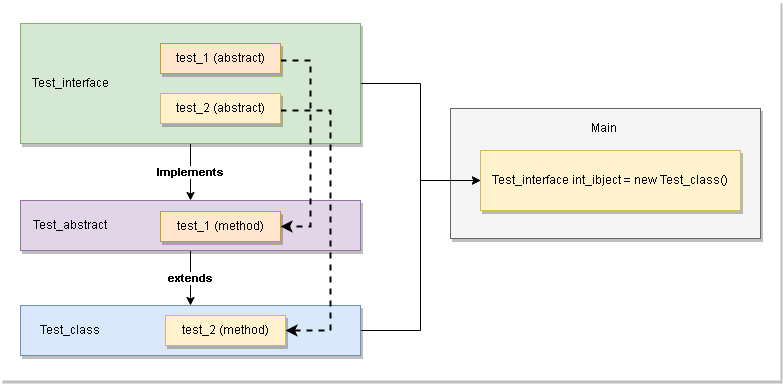 Test_interface
test_1 (abstract)
test_2 (abstract)
Implements
Test_abstract
test_1 (method)
extends
Test_class
test_2 (method)
Main
Test_interface int_ibject = new Test_class()